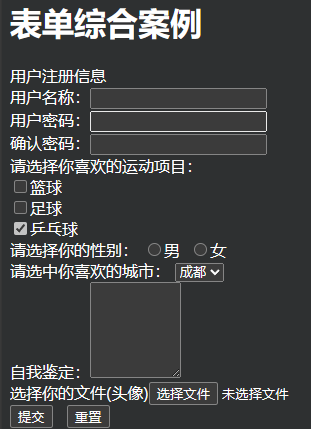 表单综合案例
用户注册信息
用户名称：
用户密码：
确认密码：
请选择你喜欢的运动项目：
篮球
足球
乒乓球
请选择你的性别： 男 女
请选中你喜欢的城市： 成都
自我鉴定：
选择你的文件(头像) 选择文件 未选择文件
提交 重置